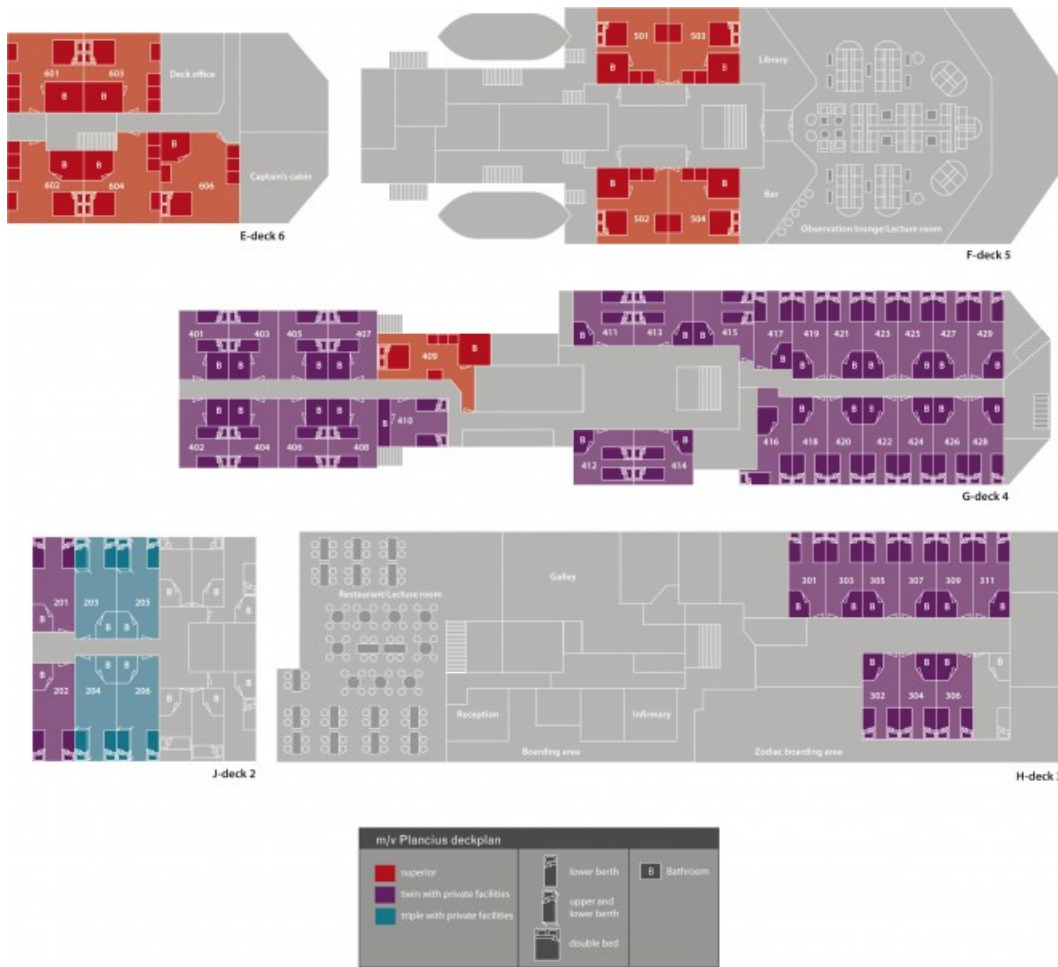 601 603 Deck office
B B
B
B B
602 604 606 Captain's cabin
E-deck 6
501 503
B B
Library
B B
Bar
502 504
Observation lounge/Lecture room
F-deck 5
401 403 405 407
B B B B
409 B
411 413 415 417 419 421 423 425 427 429
B B B B B B B B B B
B B B B B 410
402 404 406 408
B B
412 414
B B B B B B
416 418 420 422 424 426 428
G-deck 4
201 203 205
B B B B B B
B B B B B B
202 204 206
J-deck 2
Restaurant/Lecture room
Galley
Reception
Infirmary
Boarding area
Zodiac boarding area
301 303 305 307 309 311
B B B B B B
B B B B
302 304 306
H-deck
m/v Plancius deckplan
superior
twin with private facilities
triple with private facilities
lower berth
upper and
lower berth
double bed
B Bathroom